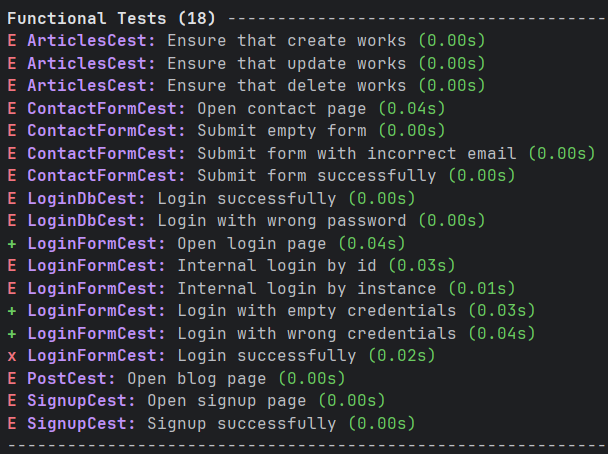 Functional Tests (18) --------------------------------------
E ArticlesCest: Ensure that create works (0.00s)
E ArticlesCest: Ensure that update works (0.00s)
E ArticlesCest: Ensure that delete works (0.00s)
E ContactFormCest: Open contact page (0.04s)
E ContactFormCest: Submit empty form (0.00s)
E ContactFormCest: Submit form with incorrect email (0.00s)
E ContactFormCest: Submit form successfully (0.00s)
E LoginDbCest: Login successfully (0.00s)
E LoginDbCest: Login with wrong password (0.00s)
+ LoginFormCest: Open login page (0.04s)
E LoginFormCest: Internal login by id (0.03s)
E LoginFormCest: Internal login by instance (0.01s)
+ LoginFormCest: Login with empty credentials (0.03s)
+ LoginFormCest: Login with wrong credentials (0.04s)
x LoginFormCest: Login successfully (0.02s)
E PostCest: Open blog page (0.00s)
E SignupCest: Open signup page (0.00s)
E SignupCest: Signup successfully (0.00s)
------------------------------------------------------------